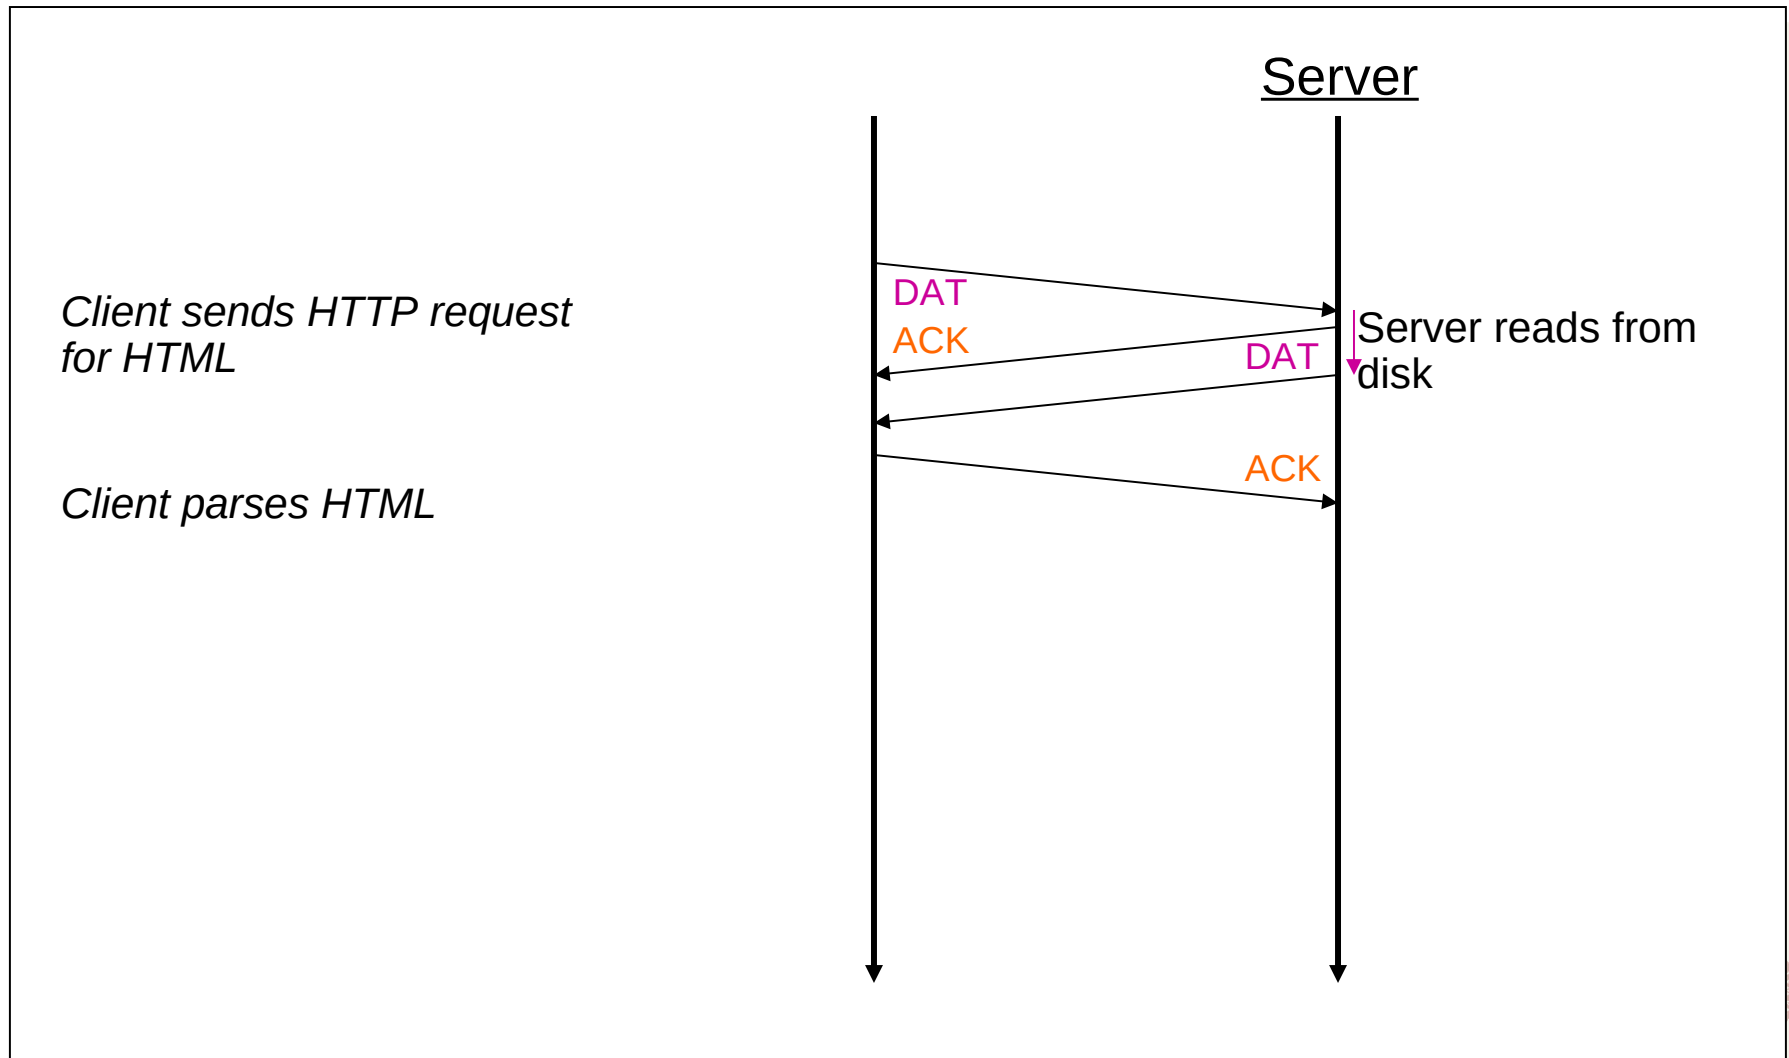 Server
DAT
Client sends HTTP request
for HTML
Server reads from
disk
ACK
DAT
ACK
Client parses HTML